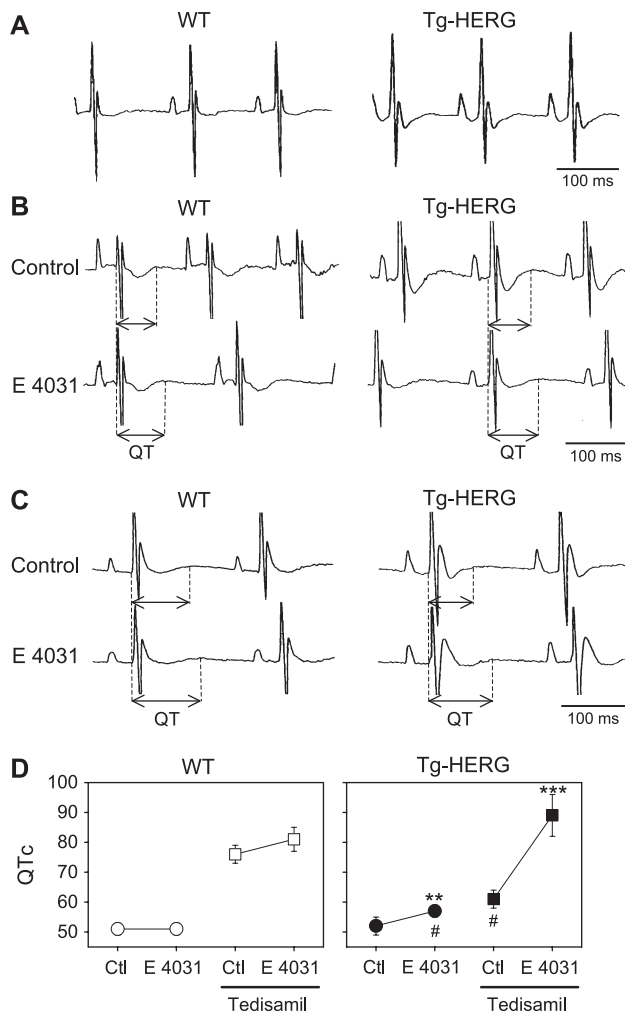 A
WT
Tg-HERG
100 ms
B
WT
Tg-HERG
Control
E 4031
QT
QT
100 ms
C
WT
Tg-HERG
Control
E 4031
QT
QT
100 ms
D
WT
Tg-HERG
QTc
100
90
80
70
60
50
**
#
#
***
Ctl E 4031 Ctl E 4031
Tedisamil
Ctl E 4031 Ctl E 4031
Tedisamil